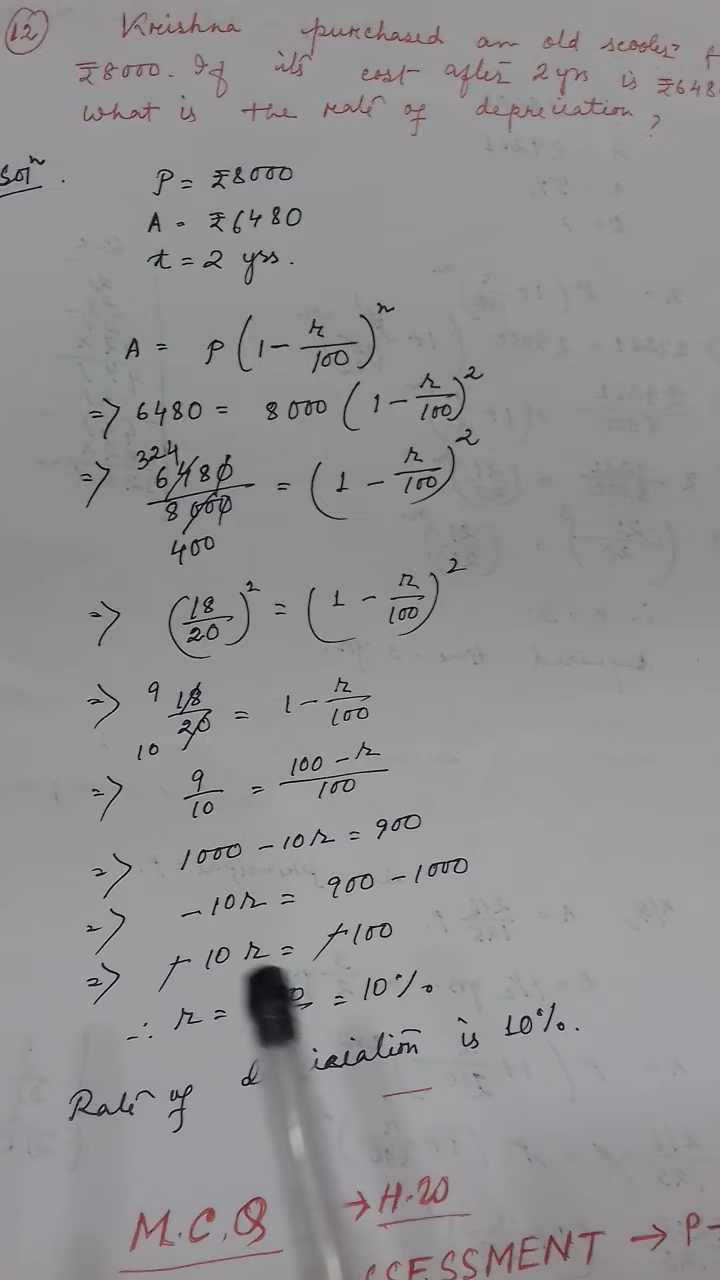 12 Krishna purchased an old scooter f
₹8000. If its cost after 2 yrs is ₹648
what is the rate of depreciation?
Solⁿ.
P = ₹8000
A = ₹6480
t = 2 yrs.
A = P(1 - r/100)ⁿ
=> 6480 = 8000 (1 - r/100)²
=> 6480/8000 = (1 - r/100)²
324
400
=> (18/20)² = (1 - r/100)²
=> 18/20 = 1 - r/100
9
10
=> 9/10 = (100 - r)/100
=> 1000 - 10r = 900
=> -10r = 900 - 1000
=> -10r = -100
∴ r = = 10%.
Rate of is 10%.
M.C.Q → H.W
SSESSMENT → P-